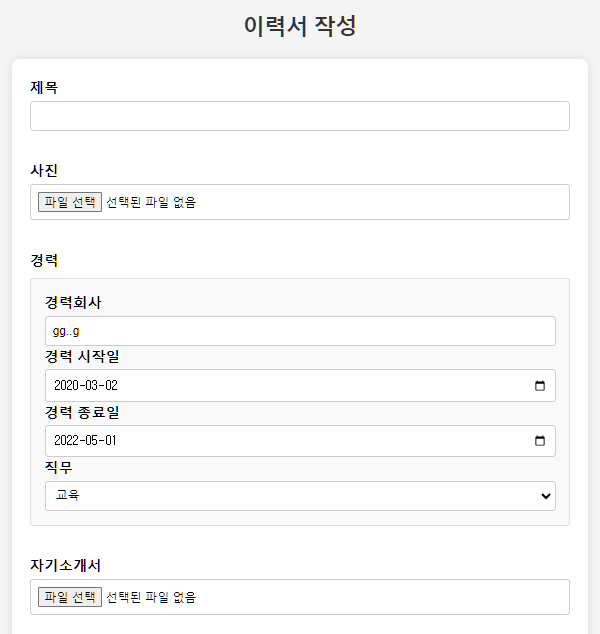 이력서 작성
제목
사진
파일 선택 선택된 파일 없음
경력
경력회사
gg..g
경력 시작일
2020-03-02
경력 종료일
2022-05-01
직무
교육
자기소개서
파일 선택 선택된 파일 없음